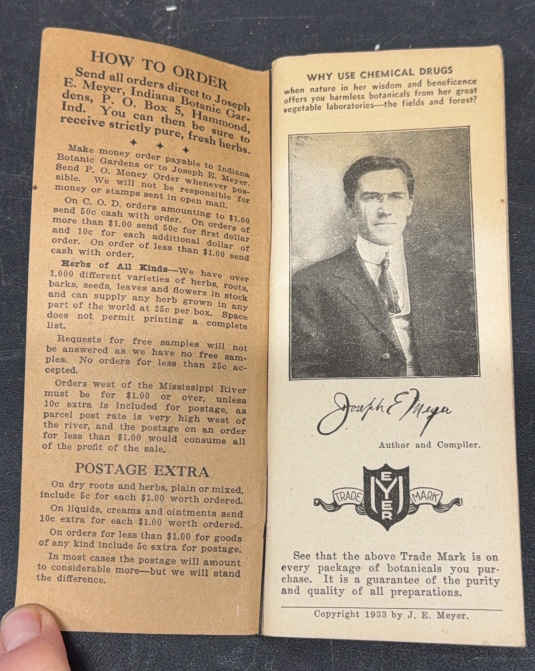 HOW TO ORDER
Send all orders direct to Joseph
E. Meyer, Indiana Botanic Gar-
dens, P. O. Box 5, Hammond,
Ind. You can then be sure to
receive strictly pure, fresh herbs.
Make money order payable to Indiana
Botanic Gardens or to Joseph E. Meyer.
Send P. O. Money Order whenever pos-
sible. We will not be responsible for
money or stamps sent in open mail.
On C. O. D. orders amounting to $1.00
send 50c cash with order. On orders of
more than $1.00 send 50c for first dollar
and 10c for each additional dollar of
order. On order of less than $1.00 send
cash with order.
Herbs of All Kinds—We have over
1,000 different varieties of herbs, roots,
barks, seeds, leaves and flowers in stock
and can supply any herb grown in any
part of the world at 25c per box. Space
does not permit printing a complete
list.
Requests for free samples will not
be answered as we have no free sam-
ples. No orders for less than 25c ac-
cepted.
Orders west of the Mississippi River
must be for $1.00 or over, unless
10c extra is included for postage, as
parcel post rate is very high west of
the river, and the postage on an order
for less than $1.00 would consume all
of the profit of the sale.
POSTAGE EXTRA
On dry roots and herbs, plain or mixed,
include 5c for each $1.00 worth ordered.
On liquids, creams and ointments send
10c extra for each $1.00 worth ordered.
On orders for less than $1.00 for goods
of any kind include 5c extra for postage.
In most cases the postage will amount
to considerable more—but we will stand
the difference.
WHY USE CHEMICAL DRUGS
when nature in her wisdom and beneficence
offers you harmless botanicals from her great
vegetable laboratories—the fields and forest?
Joseph E Meyer
Author and Compiler.
TRADE MEYER MARK
See that the above Trade Mark is on
every package of botanicals you pur-
chase. It is a guarantee of the purity
and quality of all preparations.
Copyright 1933 by J. E. Meyer.